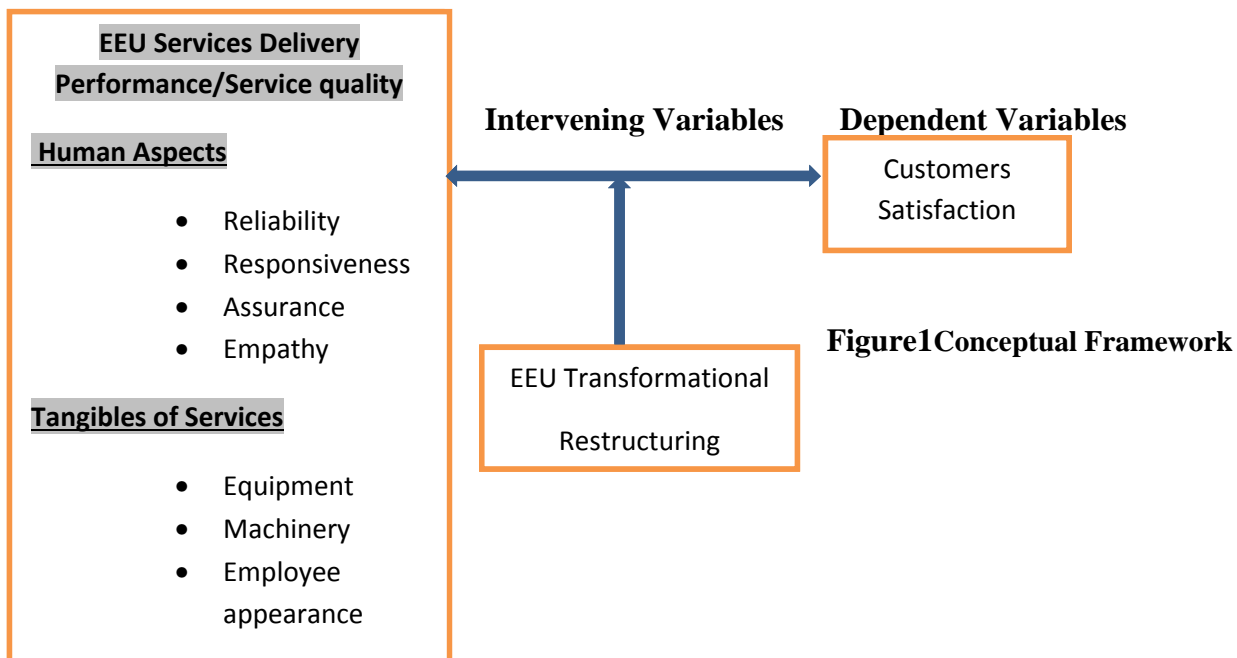 EEU Services Delivery
Performance/Service quality
Human Aspects
• Reliability
• Responsiveness
• Assurance
• Empathy
Tangibles of Services
• Equipment
• Machinery
• Employee
appearance
Intervening Variables
EEU Transformational
Restructuring
Dependent Variables
Customers
Satisfaction
Figure1Conceptual Framework